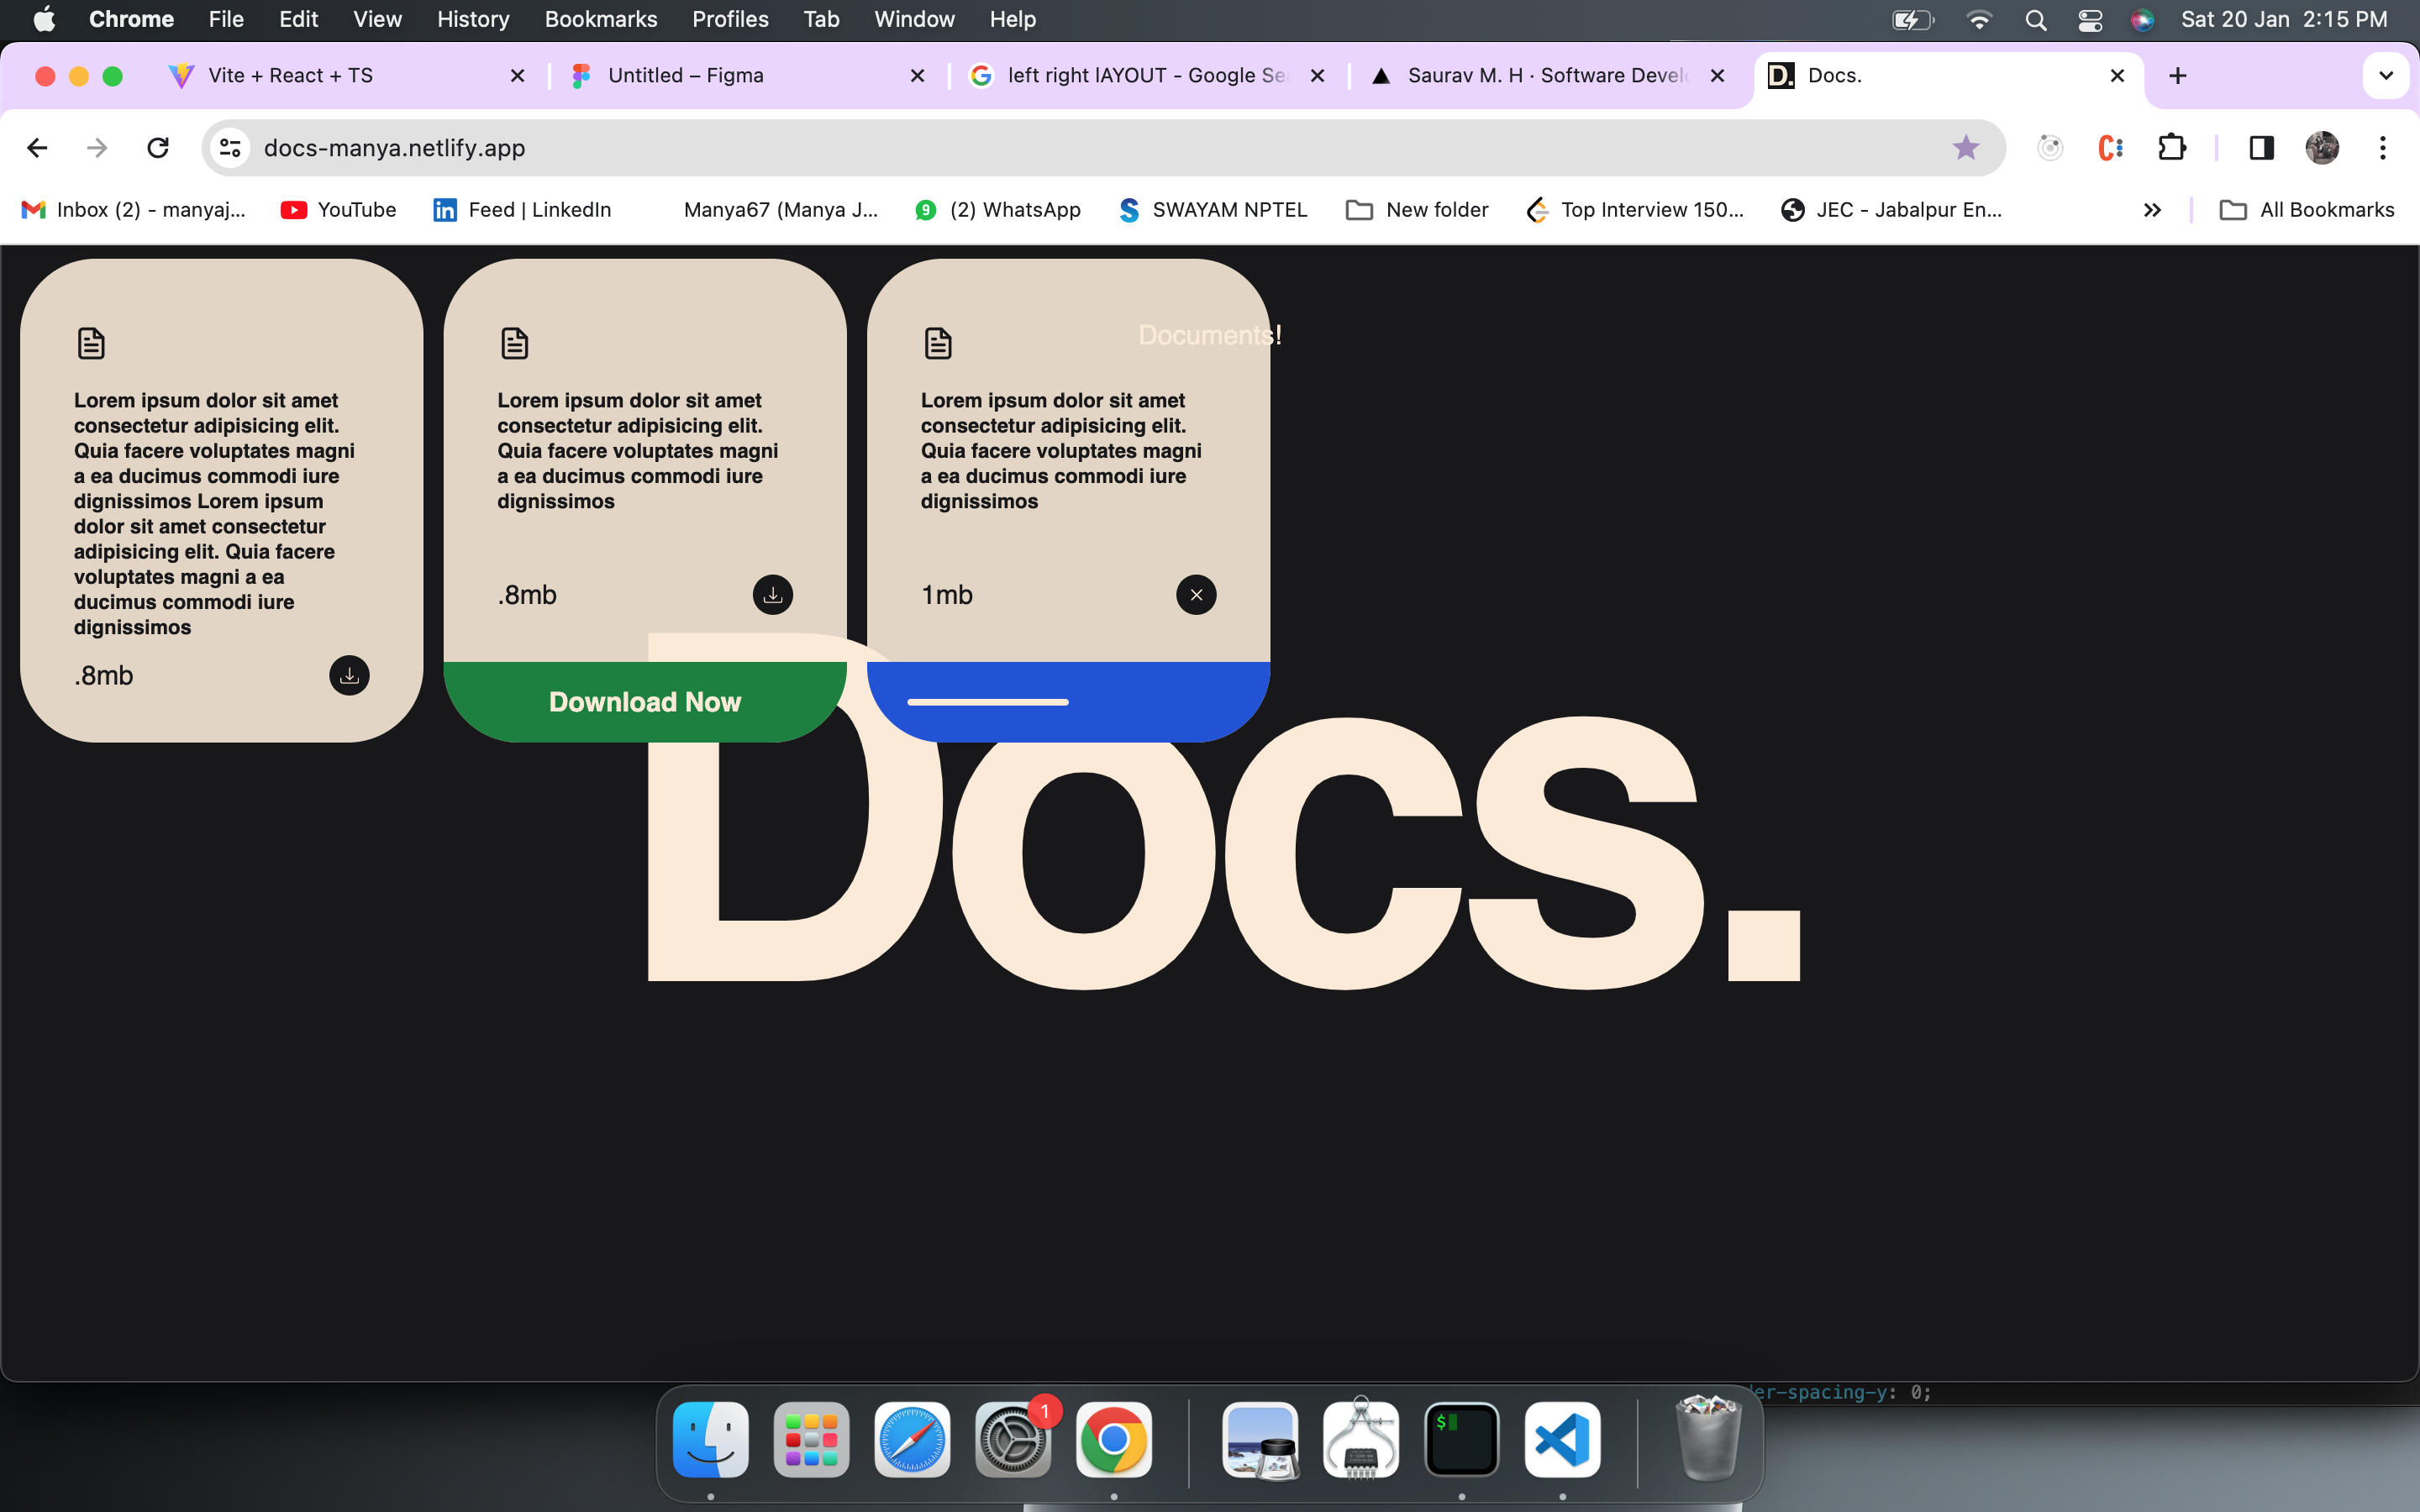 Chrome File Edit View History Bookmarks Profiles Tab Window Help Sat 20 Jan 2:15 PM
Vite + React + TS Untitled – Figma left right lAYOUT - Google Se Saurav M. H · Software Devel D. Docs.
docs-manya.netlify.app
Inbox (2) - manyaj... YouTube in Feed | LinkedIn Manya67 (Manya J... 9 (2) WhatsApp SWAYAM NPTEL New folder Top Interview 150... JEC - Jabalpur En... All Bookmarks
Documents!
Lorem ipsum dolor sit amet
consectetur adipisicing elit.
Quia facere voluptates magni
a ea ducimus commodi iure
dignissimos Lorem ipsum
dolor sit amet consectetur
adipisicing elit. Quia facere
voluptates magni a ea
ducimus commodi iure
dignissimos
.8mb
Lorem ipsum dolor sit amet
consectetur adipisicing elit.
Quia facere voluptates magni
a ea ducimus commodi iure
dignissimos
.8mb
Download Now
Lorem ipsum dolor sit amet
consectetur adipisicing elit.
Quia facere voluptates magni
a ea ducimus commodi iure
dignissimos
1mb
Docs.
der-spacing-y: 0;
1
$